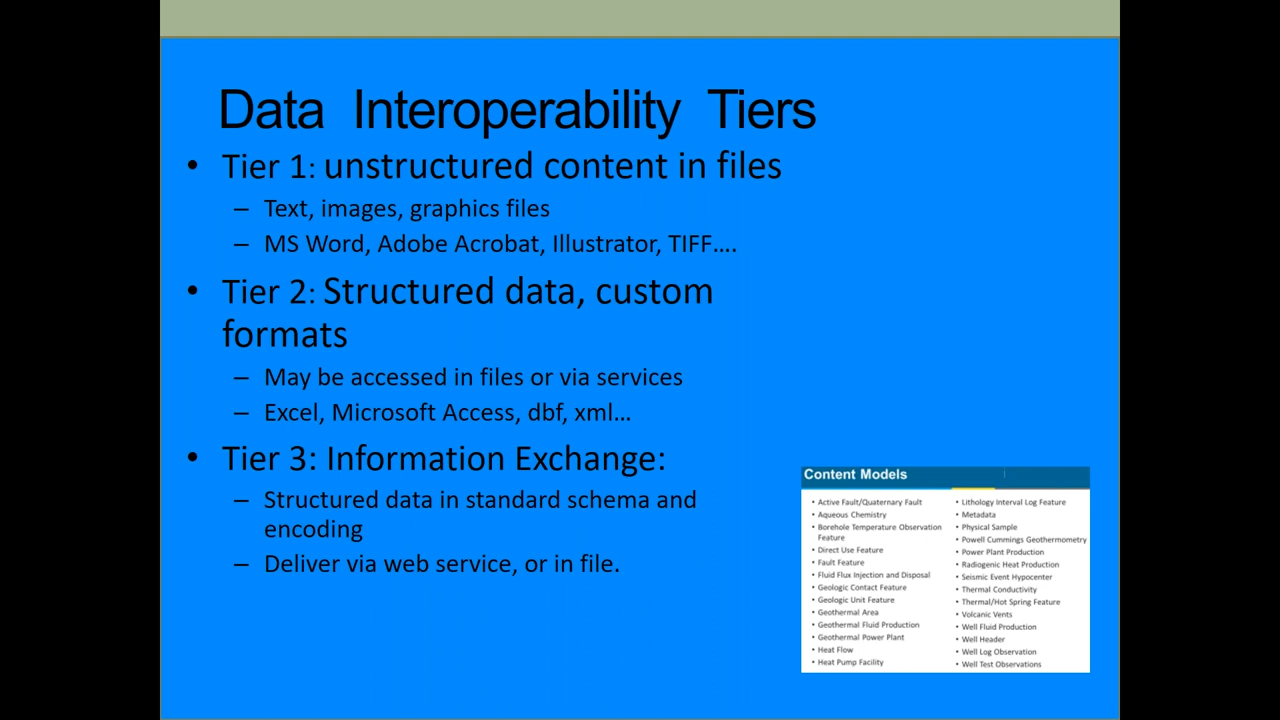 Data Interoperability Tiers
• Tier 1: unstructured content in files
– Text, images, graphics files
– MS Word, Adobe Acrobat, Illustrator, TIFF….
• Tier 2: Structured data, custom
formats
– May be accessed in files or via services
– Excel, Microsoft Access, dbf, xml…
• Tier 3: Information Exchange:
– Structured data in standard schema and
encoding
– Deliver via web service, or in file.
Content Models
• Active Fault/Quaternary Fault
• Aqueous Chemistry
• Borehole Temperature Observation
Feature
• Direct Use Feature
• Fault Feature
• Fluid Flux Injection and Disposal
• Geologic Contact Feature
• Geologic Unit Feature
• Geothermal Area
• Geothermal Fluid Production
• Geothermal Power Plant
• Heat Flow
• Heat Pump Facility
• Lithology Interval Log Feature
• Metadata
• Physical Sample
• Powell Cummings Geothermometry
• Power Plant Production
• Radiogenic Heat Production
• Seismic Event Hypocenter
• Thermal Conductivity
• Thermal/Hot Spring Feature
• Volcanic Vents
• Well Fluid Production
• Well Header
• Well Log Observation
• Well Test Observations